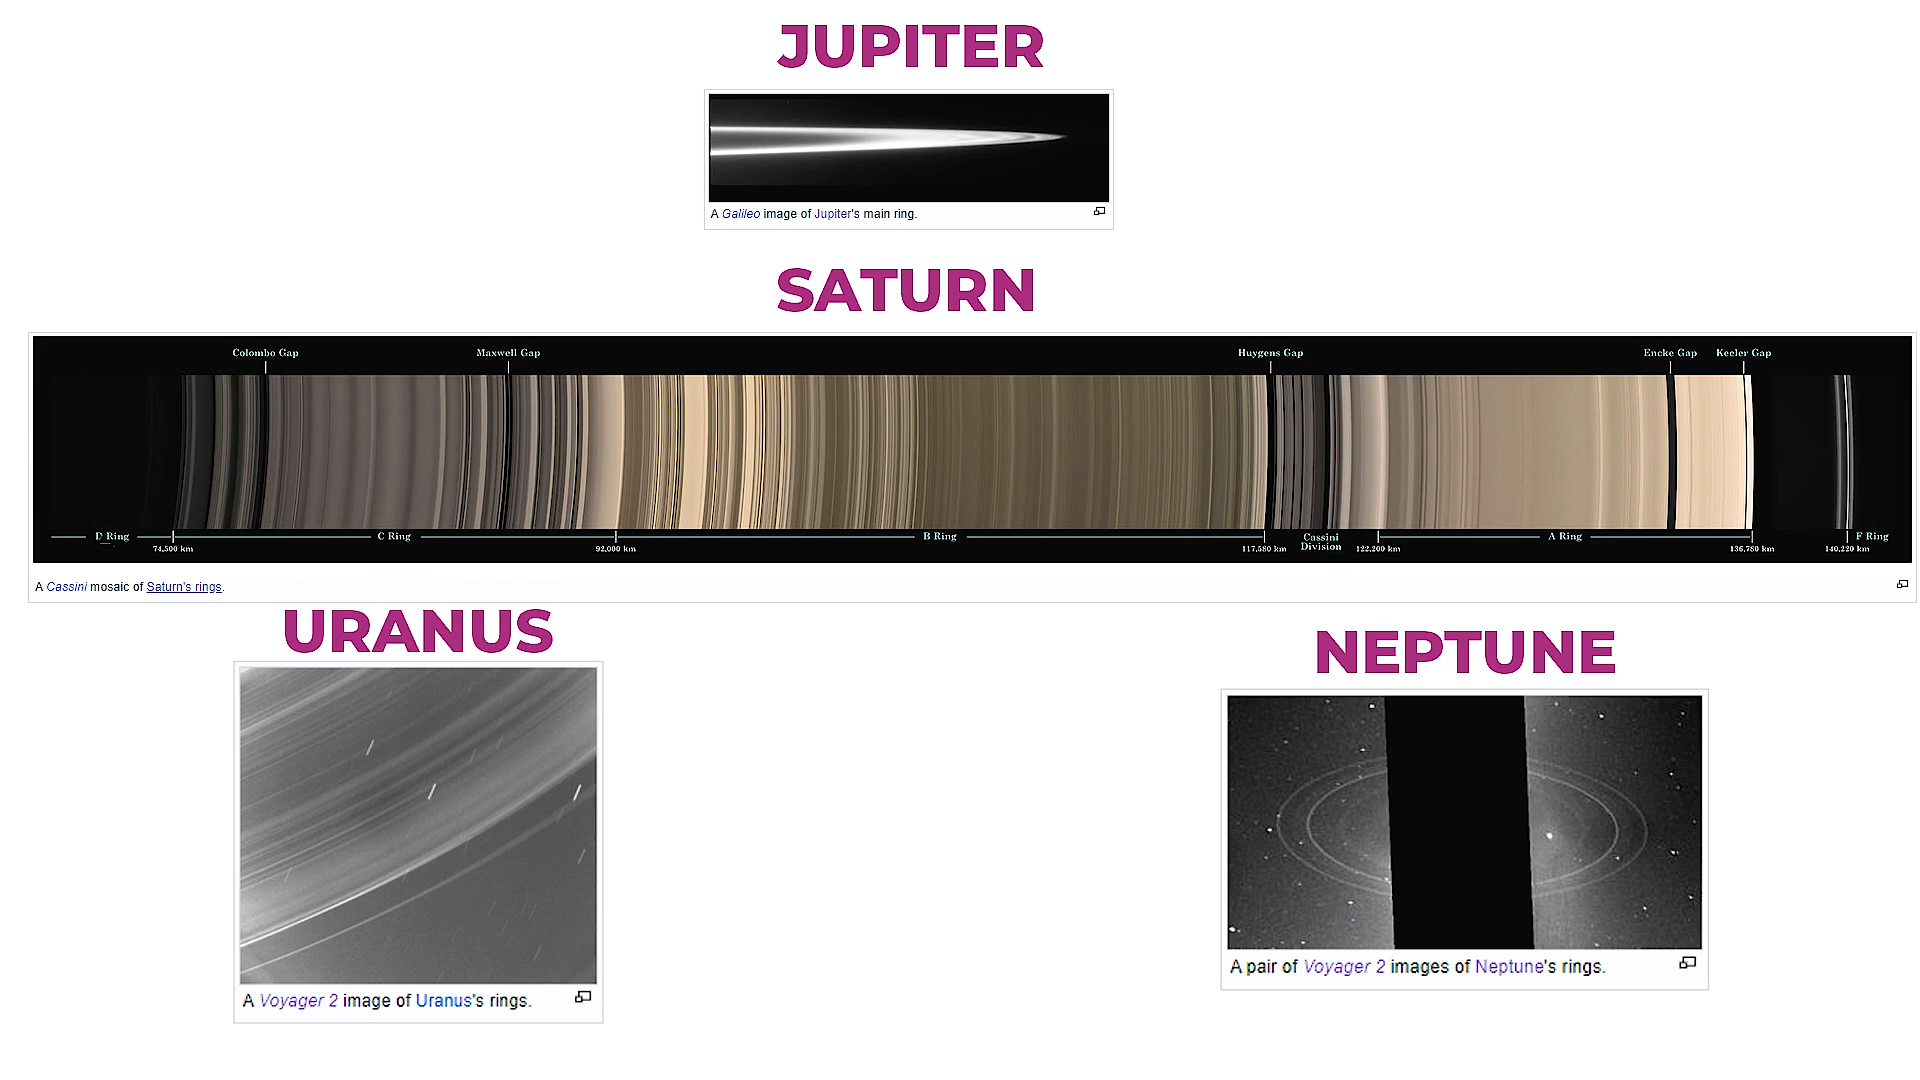 JUPITER
A Galileo image of Jupiter's main ring.
SATURN
Colombo Gap Maxwell Gap Huygens Gap Encke Gap Keeler Gap
D Ring C Ring B Ring Cassini Division A Ring F Ring
74,500 km 92,000 km 117,580 km 122,200 km 136,780 km 140,220 km
A Cassini mosaic of Saturn's rings.
URANUS
A Voyager 2 image of Uranus's rings.
NEPTUNE
A pair of Voyager 2 images of Neptune's rings.